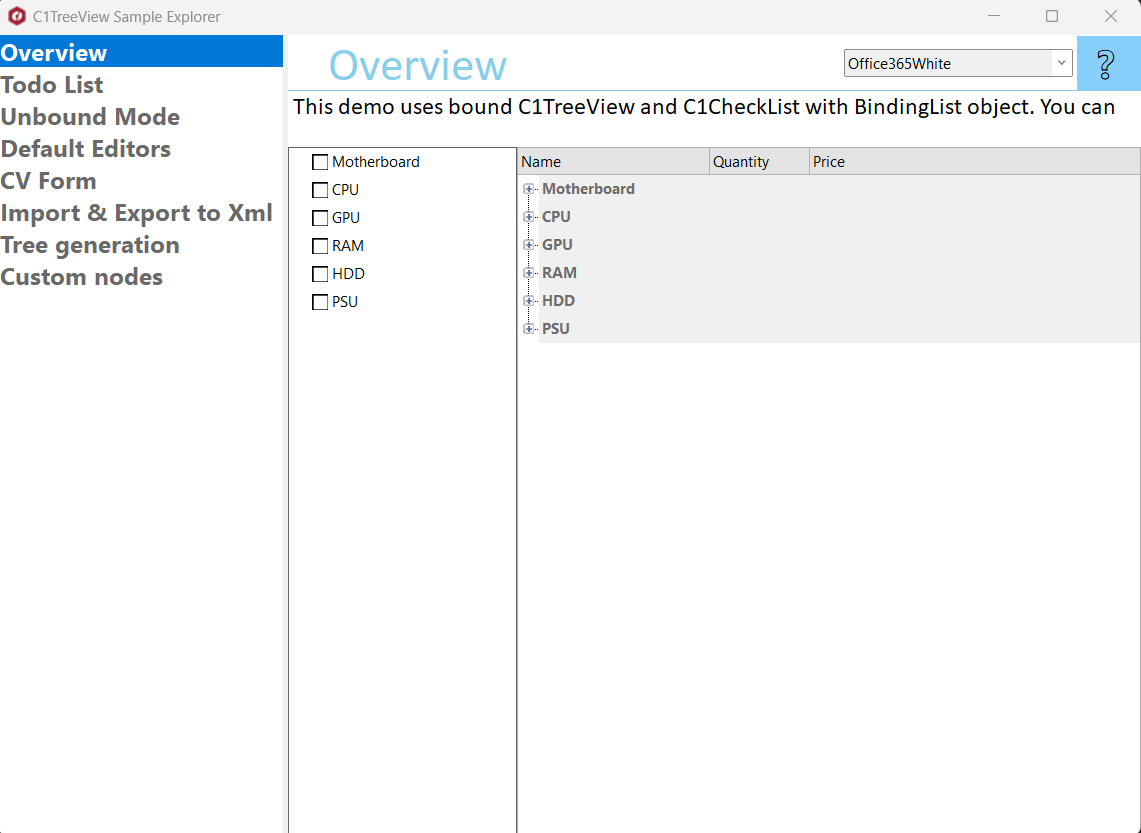 C1TreeView Sample Explorer
Overview
Todo List
Unbound Mode
Default Editors
CV Form
Import & Export to Xml
Tree generation
Custom nodes
Overview
Office365White
?
This demo uses bound C1TreeView and C1CheckList with BindingList object. You can
Motherboard
CPU
GPU
RAM
HDD
PSU
Name Quantity Price
Motherboard
CPU
GPU
RAM
HDD
PSU